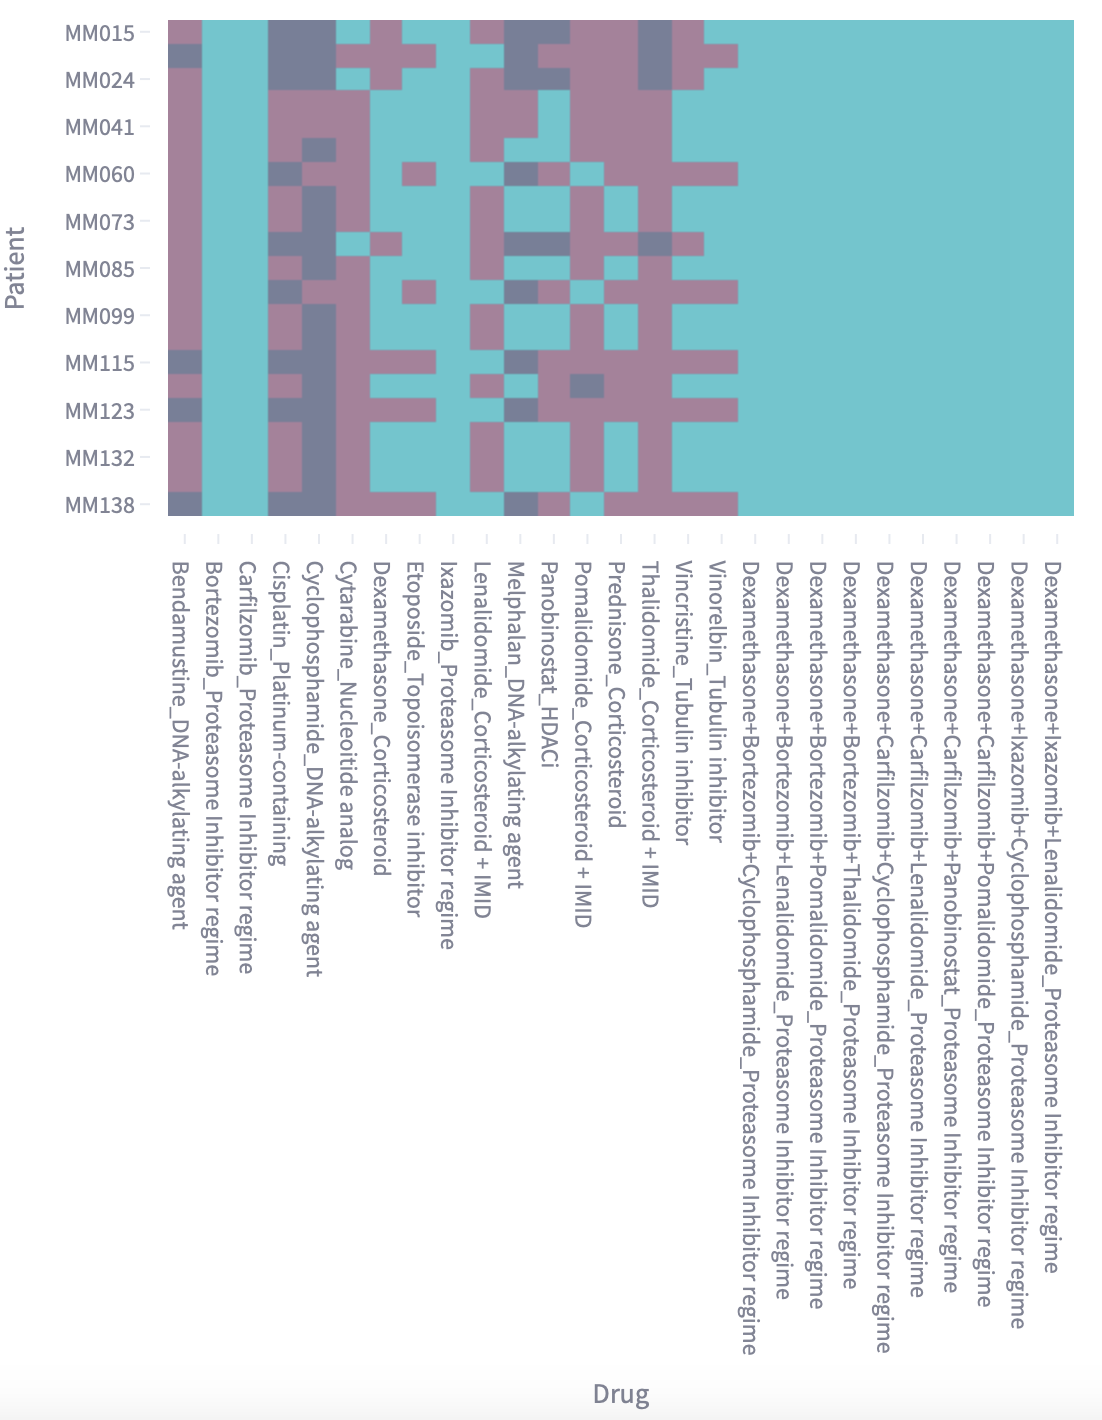 MM015
MM024
MM041
MM060
MM073
MM085
MM099
MM115
MM123
MM132
MM138
Patient
Bendamustine_DNA-alkylating agent
Bortezomib_Proteasome Inhibitor regime
Carfilzomib_Proteasome Inhibitor regime
Cisplatin_Platinum-containing
Cyclophosphamide_DNA-alkylating agent
Cytarabine_Nucleoitide analog
Dexamethasone_Corticosteroid
Etoposide_Topoisomerase inhibitor
Ixazomib_Proteasome Inhibitor regime
Lenalidomide_Corticosteroid + IMID
Melphalan_DNA-alkylating agent
Panobinostat_HDACi
Pomalidomide_Corticosteroid + IMID
Prednisone_Corticosteroid
Thalidomide_Corticosteroid + IMID
Vincristine_Tubulin inhibitor
Vinorelbin_Tubulin inhibitor
Dexamethasone+Bortezomib+Cyclophosphamide_Proteasome Inhibitor regime
Dexamethasone+Bortezomib+Lenalidomide_Proteasome Inhibitor regime
Dexamethasone+Bortezomib+Pomalidomide_Proteasome Inhibitor regime
Dexamethasone+Bortezomib+Thalidomide_Proteasome Inhibitor regime
Dexamethasone+Carfilzomib+Cyclophosphamide_Proteasome Inhibitor regime
Dexamethasone+Carfilzomib+Lenalidomide_Proteasome Inhibitor regime
Dexamethasone+Carfilzomib+Panobinostat_Proteasome Inhibitor regime
Dexamethasone+Carfilzomib+Pomalidomide_Proteasome Inhibitor regime
Dexamethasone+Ixazomib+Cyclophosphamide_Proteasome Inhibitor regime
Dexamethasone+Ixazomib+Lenalidomide_Proteasome Inhibitor regime
Drug